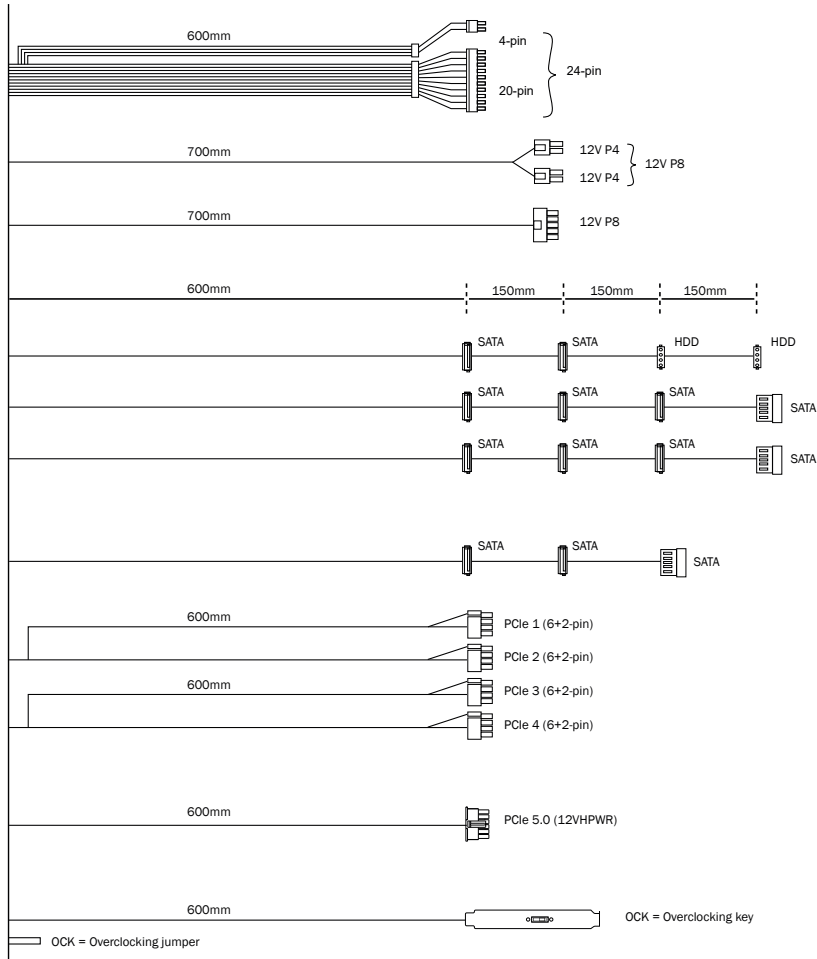 600mm
4-pin
20-pin
24-pin
700mm
12V P4
12V P4
12V P8
700mm
12V P8
600mm 150mm 150mm 150mm
SATA SATA HDD HDD
SATA SATA SATA SATA
SATA SATA SATA SATA
SATA SATA SATA
600mm
PCIe 1 (6+2-pin)
PCIe 2 (6+2-pin)
600mm
PCIe 3 (6+2-pin)
PCIe 4 (6+2-pin)
600mm
PCIe 5.0 (12VHPWR)
600mm
OCK = Overclocking key
OCK = Overclocking jumper